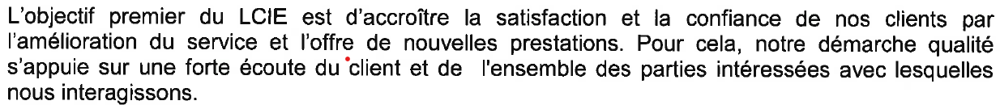 L'objectif premier du LCIE est d'accroître la satisfaction et la confiance de nos clients par
l'amélioration du service et l'offre de nouvelles prestations. Pour cela, notre démarche qualité
s'appuie sur une forte écoute du client et de l'ensemble des parties intéressées avec lesquelles
nous interagissons.